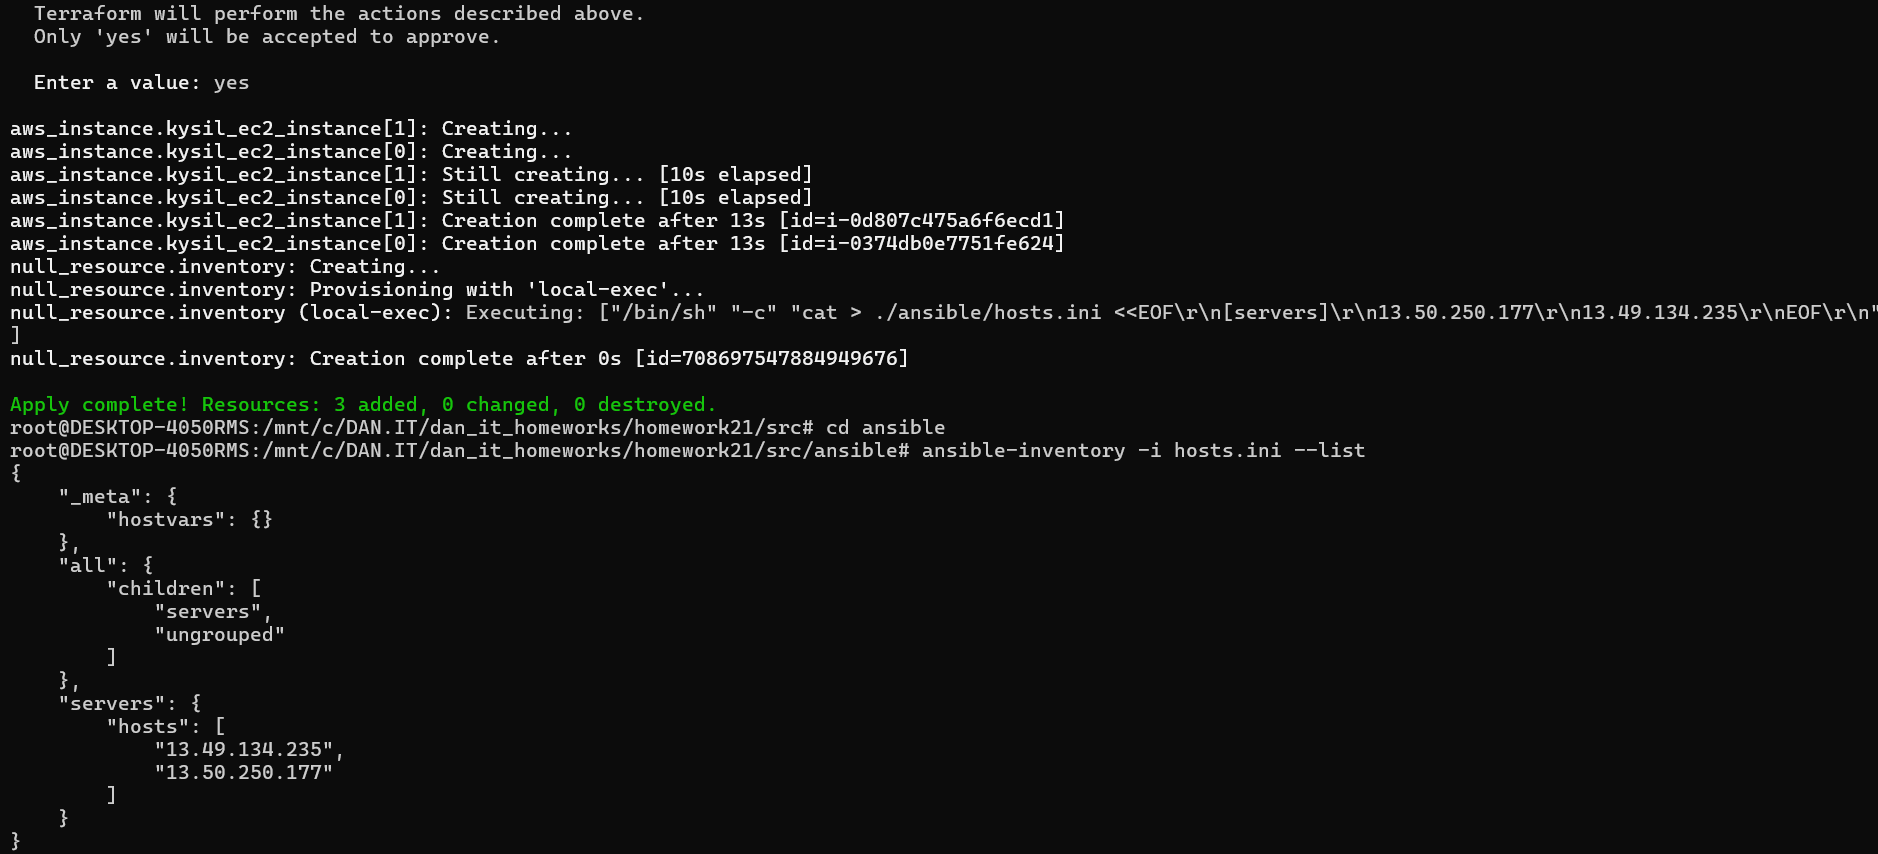 Terraform will perform the actions described above.
Only 'yes' will be accepted to approve.
Enter a value: yes
aws_instance.kysil_ec2_instance[1]: Creating...
aws_instance.kysil_ec2_instance[0]: Creating...
aws_instance.kysil_ec2_instance[1]: Still creating... [10s elapsed]
aws_instance.kysil_ec2_instance[0]: Still creating... [10s elapsed]
aws_instance.kysil_ec2_instance[1]: Creation complete after 13s [id=i-0d807c475a6f6ecd1]
aws_instance.kysil_ec2_instance[0]: Creation complete after 13s [id=i-0374db0e7751fe624]
null_resource.inventory: Creating...
null_resource.inventory: Provisioning with 'local-exec'...
null_resource.inventory (local-exec): Executing: ["/bin/sh" "-c" "cat > ./ansible/hosts.ini <<EOF\r\n[servers]\r\n13.50.250.177\r\n13.49.134.235\r\nEOF\r\n"
]
null_resource.inventory: Creation complete after 0s [id=708697547884949676]
Apply complete! Resources: 3 added, 0 changed, 0 destroyed.
root@DESKTOP-4050RMS:/mnt/c/DAN.IT/dan_it_homeworks/homework21/src# cd ansible
root@DESKTOP-4050RMS:/mnt/c/DAN.IT/dan_it_homeworks/homework21/src/ansible# ansible-inventory -i hosts.ini --list
{
    "_meta": {
        "hostvars": {}
    },
    "all": {
        "children": [
            "servers",
            "ungrouped"
        ]
    },
    "servers": {
        "hosts": [
            "13.49.134.235",
            "13.50.250.177"
        ]
    }
}